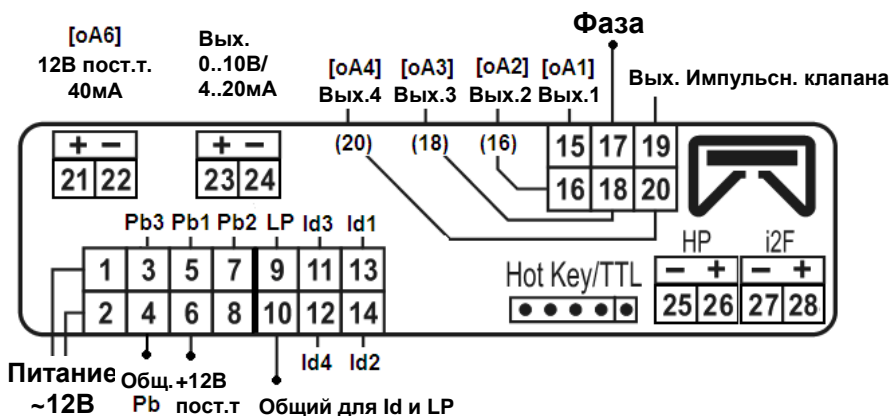 Фаза
[oA6] Вых.
12В пост.т. 0..10В/
40мА 4..20мА
[oA4] [oA3] [oA2] [oA1]
Вых.4 Вых.3 Вых.2 Вых.1
Вых. Импульсн. клапана
+ − + − (20) (18) (16) 15 17 19
21 22 23 24 16 18 20
Pb3 Pb1 Pb2 LP Id3 Id1
HP i2F
1 3 5 7 9 11 13
Hot Key/TTL − + − +
2 4 6 8 10 12 14
25 26 27 28
Id4 Id2
Питание Общ. +12В
~12В Pb пост.т Общий для Id и LP